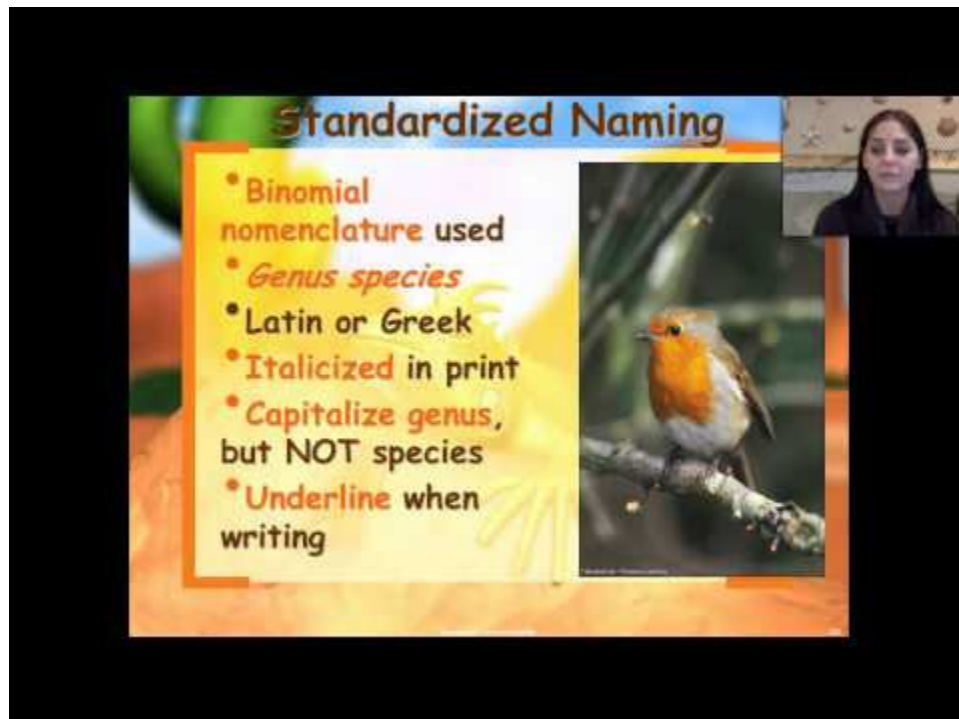 Standardized Naming
•Binomial
nomenclature used
•Genus species
•Latin or Greek
•Italicized in print
•Capitalize genus,
but NOT species
•Underline when
writing